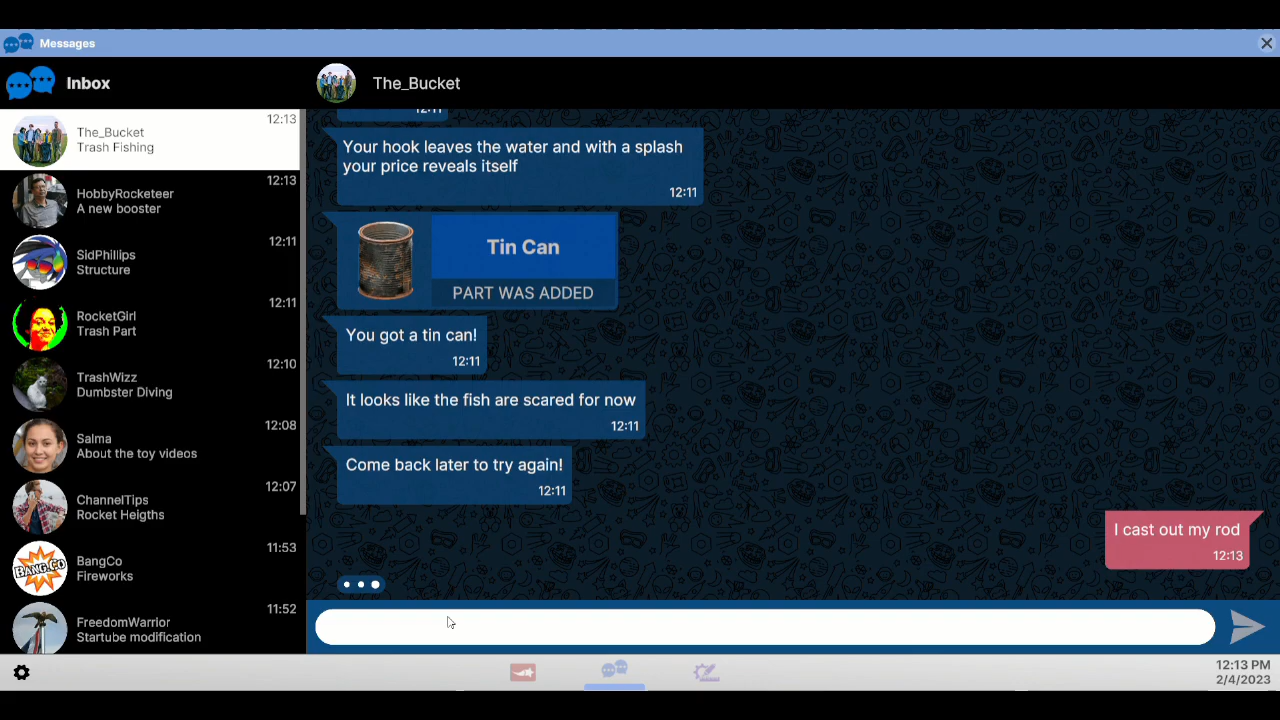 Messages
Inbox
The_Bucket
The_Bucket
Trash Fishing
12:13
HobbyRocketeer
A new booster
12:13
SidPhillips
Structure
12:11
RocketGirl
Trash Part
12:11
TrashWizz
Dumbster Diving
12:10
Salma
About the toy videos
12:08
ChannelTips
Rocket Heigths
12:07
BangCo
Fireworks
11:53
BANG.CO
FreedomWarrior
Startube modification
11:52
12:11
Your hook leaves the water and with a splash
your price reveals itself
12:11
Tin Can
PART WAS ADDED
You got a tin can!
12:11
It looks like the fish are scared for now
12:11
Come back later to try again!
12:11
I cast out my rod
12:13
12:13 PM
2/4/2023